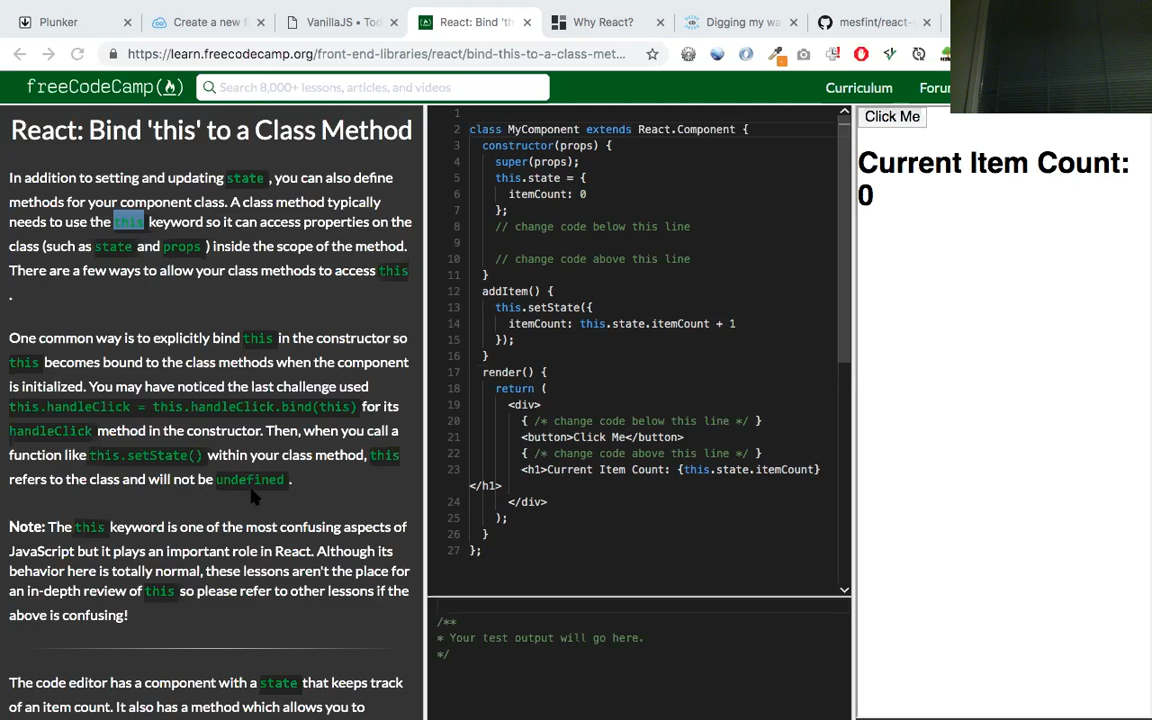 Plunker
Create a new f
VanillaJS • Tod
React: Bind 'th
Why React?
Digging my wa
mesfint/react-
https://learn.freecodecamp.org/front-end-libraries/react/bind-this-to-a-class-met...
freeCodeCamp
Search 8,000+ lessons, articles, and videos
Curriculum
Forum
React: Bind 'this' to a Class Method
In addition to setting and updating state , you can also define
methods for your component class. A class method typically
needs to use the this keyword so it can access properties on the
class (such as state and props ) inside the scope of the method.
There are a few ways to allow your class methods to access this
.
One common way is to explicitly bind this in the constructor so
this becomes bound to the class methods when the component
is initialized. You may have noticed the last challenge used
this.handleClick = this.handleClick.bind(this) for its
handleClick method in the constructor. Then, when you call a
function like this.setState() within your class method, this
refers to the class and will not be undefined .
Note: The this keyword is one of the most confusing aspects of
JavaScript but it plays an important role in React. Although its
behavior here is totally normal, these lessons aren't the place for
an in-depth review of this so please refer to other lessons if the
above is confusing!
The code editor has a component with a state that keeps track
of an item count. It also has a method which allows you to
1
2 class MyComponent extends React.Component {
3 constructor(props) {
4 super(props);
5 this.state = {
6 itemCount: 0
7 };
8 // change code below this line
9
10 // change code above this line
11 }
12 addItem() {
13 this.setState({
14 itemCount: this.state.itemCount + 1
15 });
16 }
17 render() {
18 return (
19 <div>
20 { /* change code below this line */ }
21 <button>Click Me</button>
22 { /* change code above this line */ }
23 <h1>Current Item Count: {this.state.itemCount}
</h1>
24 </div>
25 );
26 }
27 };
/**
* Your test output will go here.
*/
Click Me
Current Item Count:
0